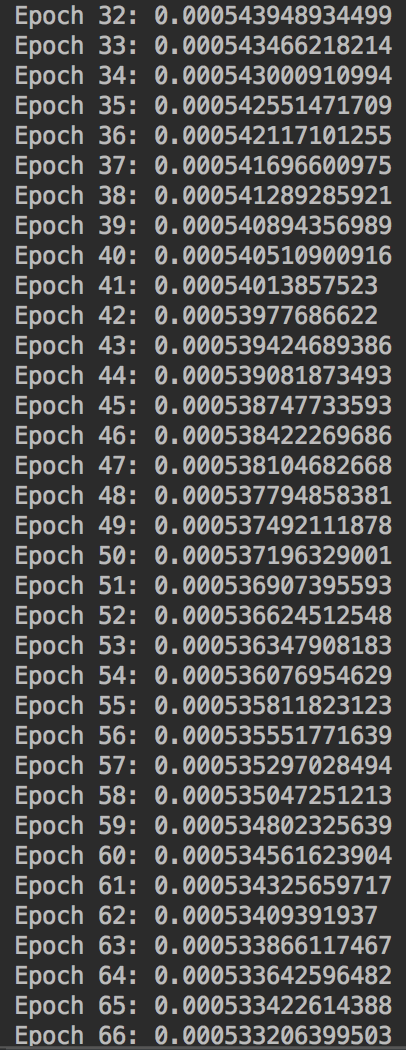 Epoch 32: 0.000543948934499
Epoch 33: 0.000543466218214
Epoch 34: 0.000543000910994
Epoch 35: 0.000542551471709
Epoch 36: 0.000542117101255
Epoch 37: 0.000541696600975
Epoch 38: 0.000541289285921
Epoch 39: 0.000540894356989
Epoch 40: 0.000540510900916
Epoch 41: 0.00054013857523
Epoch 42: 0.00053977686622
Epoch 43: 0.000539424689386
Epoch 44: 0.000539081873493
Epoch 45: 0.000538747733593
Epoch 46: 0.000538422269686
Epoch 47: 0.000538104682668
Epoch 48: 0.000537794858381
Epoch 49: 0.000537492111878
Epoch 50: 0.000537196329001
Epoch 51: 0.000536907395593
Epoch 52: 0.000536624512548
Epoch 53: 0.000536347908183
Epoch 54: 0.000536076954629
Epoch 55: 0.000535811823123
Epoch 56: 0.000535551771639
Epoch 57: 0.000535297028494
Epoch 58: 0.000535047251213
Epoch 59: 0.000534802325639
Epoch 60: 0.000534561623904
Epoch 61: 0.000534325659717
Epoch 62: 0.00053409391937
Epoch 63: 0.000533866117467
Epoch 64: 0.000533642596482
Epoch 65: 0.000533422614388
Epoch 66: 0.000533206399503